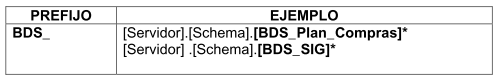 PREFIJO EJEMPLO
BDS_ [Servidor].[Schema].[BDS_Plan_Compras]*
[Servidor] .[Schema].[BDS_SIG]*